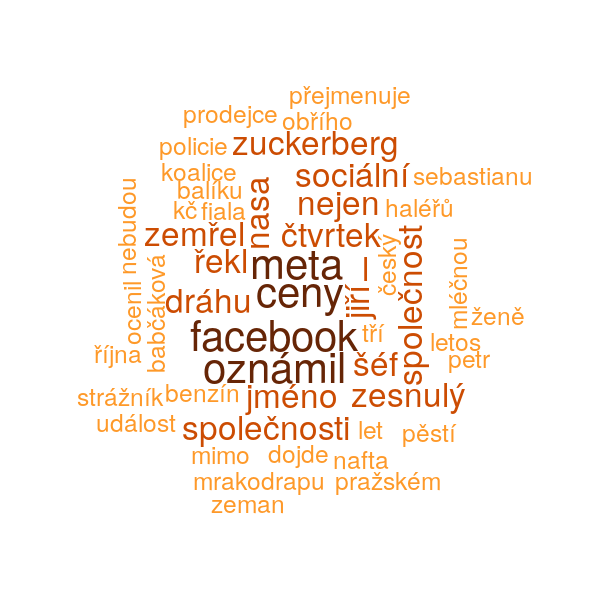 přejmenuje
prodejce
obřího
policie
zuckerberg
koalice
sociální
sebastianu
balíku
nasa
nejen
kč
fiala
haléřů
nebudou
zemřel
čtvrtek
řekl
meta
l
český
společnost
mléčnou
ocenil
babčáková
dráhu
ceny
jiří
ženě
facebook
tří
letos
října
oznámil
šéf
petr
strážník
benzín
jméno
zesnulý
událost
společnosti
let
pěstí
mimo
dojde
nafta
mrakodrapu
pražském
zeman